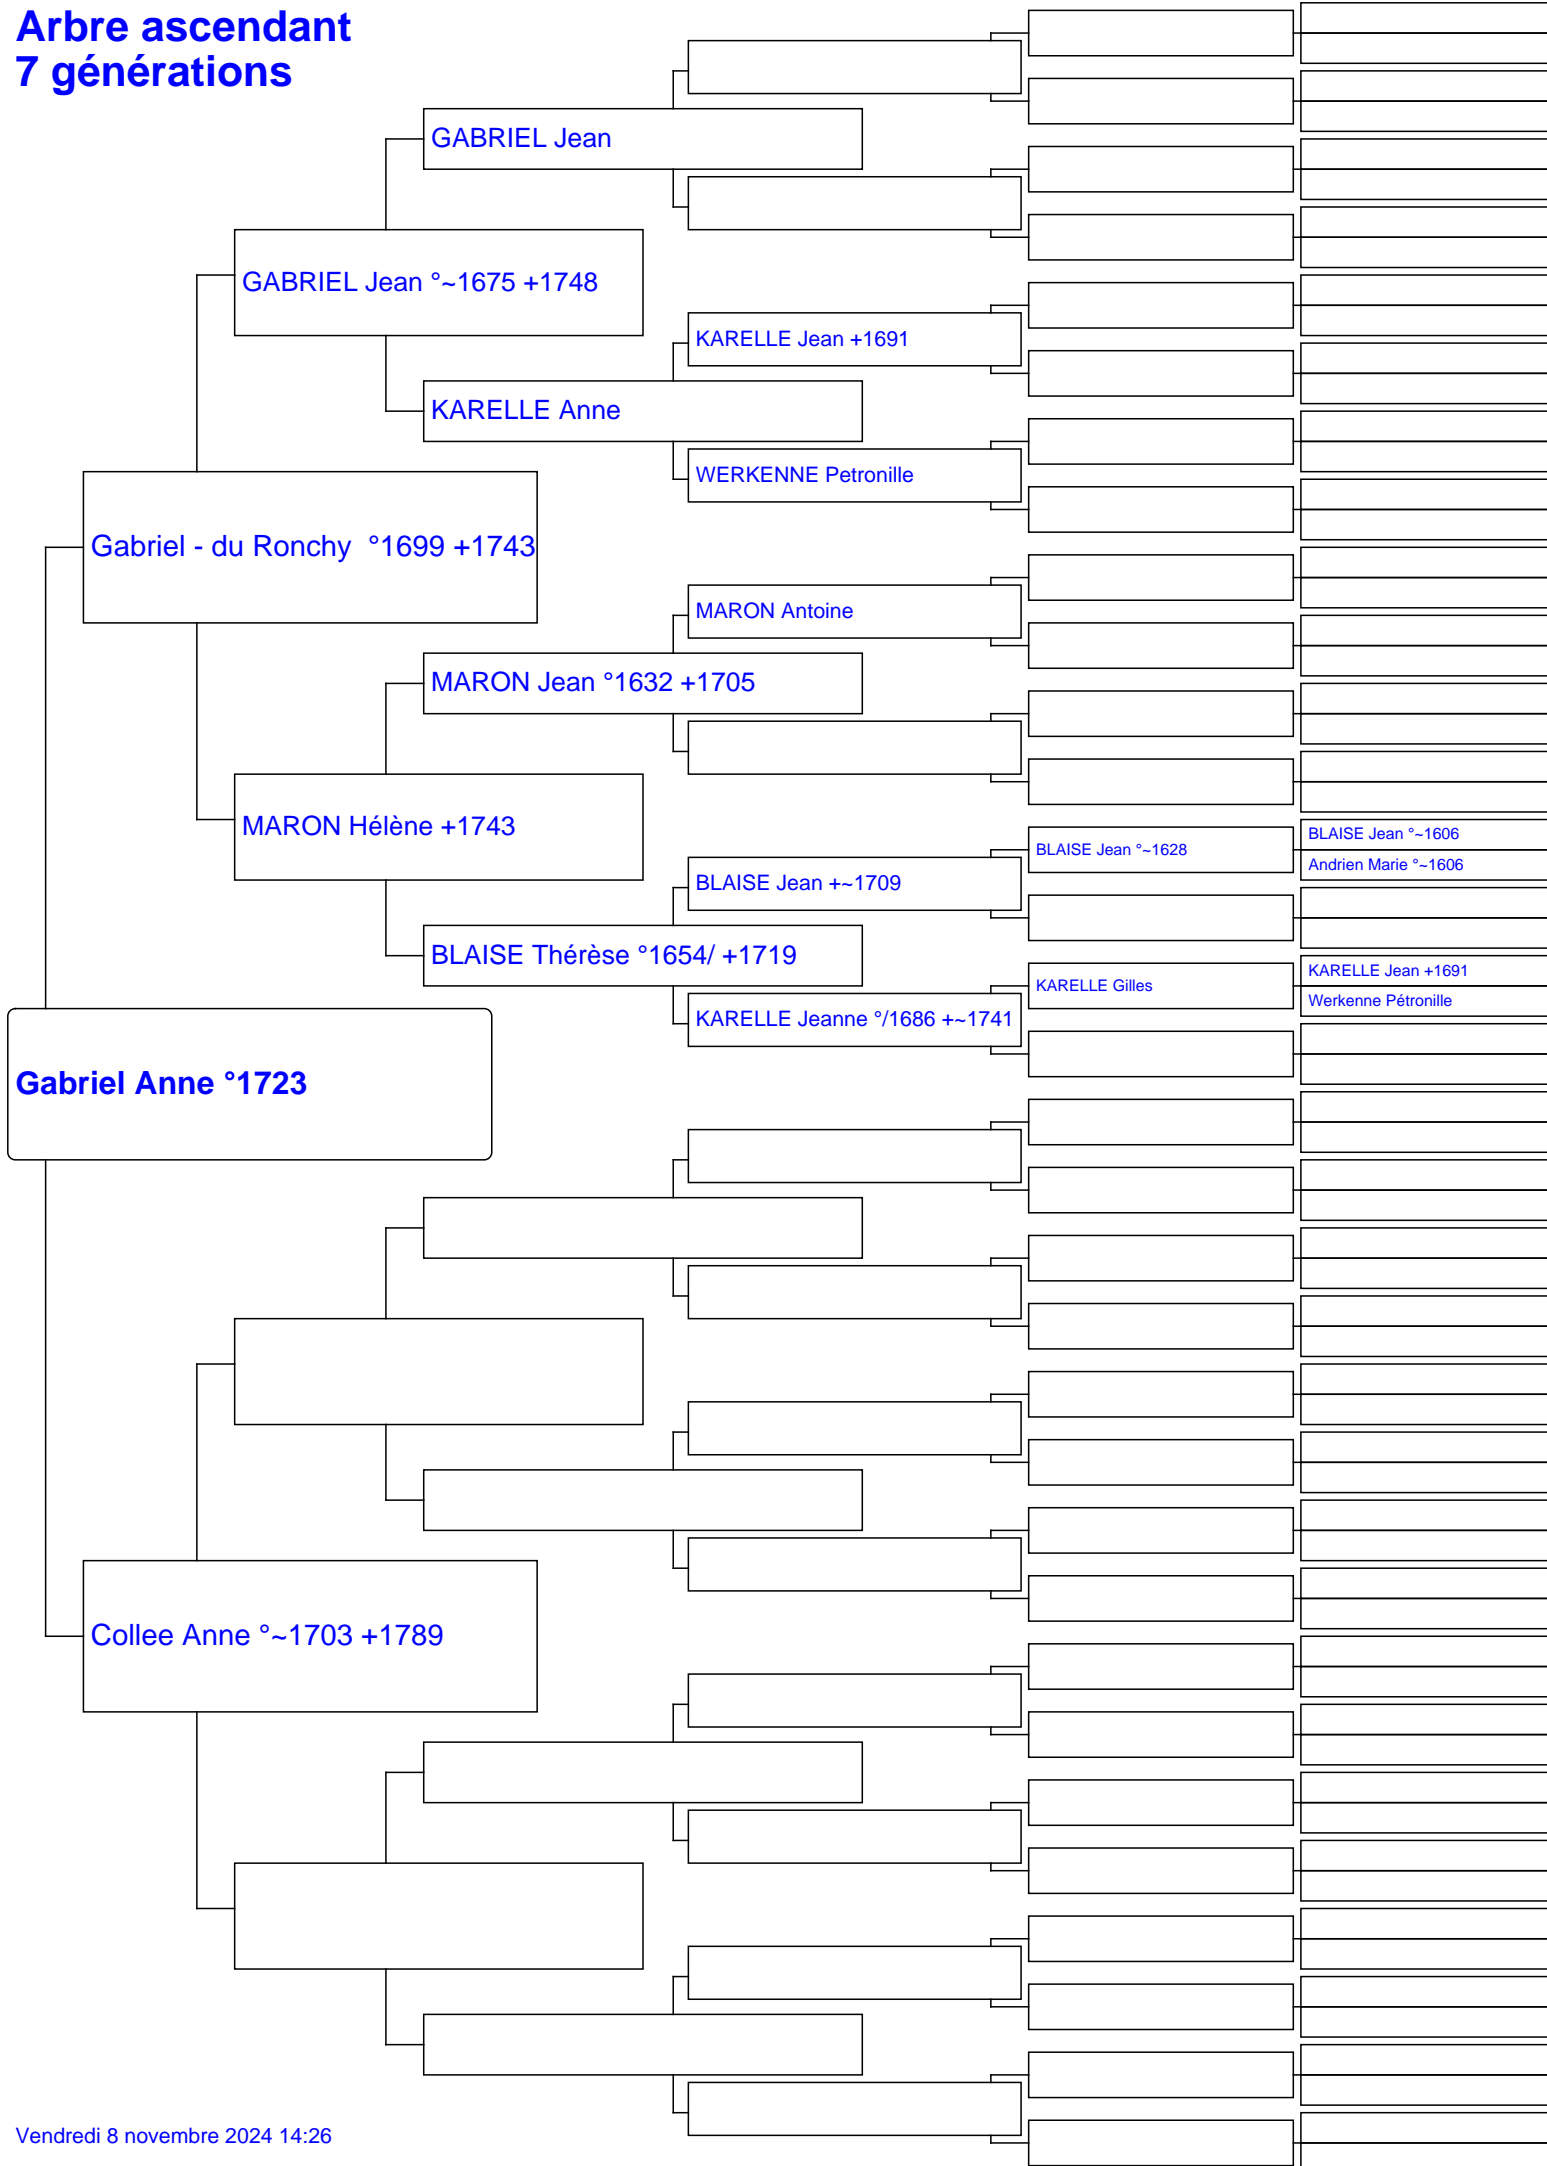 Arbre ascendant
7 générations
GABRIEL Jean
GABRIEL Jean °~1675 +1748
KARELLE Jean +1691
KARELLE Anne
WERKENNE Petronille
Gabriel - du Ronchy  °1699 +1743
MARON Antoine
MARON Jean °1632 +1705
MARON Hélène +1743
BLAISE Jean °~1606
BLAISE Jean °~1628
Andrien Marie °~1606
BLAISE Jean +~1709
BLAISE Thérèse °1654/ +1719
KARELLE Jean +1691
KARELLE Gilles
Werkenne Pétronille
KARELLE Jeanne °/1686 +~1741
Gabriel Anne °1723
Collee Anne °~1703 +1789
Vendredi 8 novembre 2024 14:26